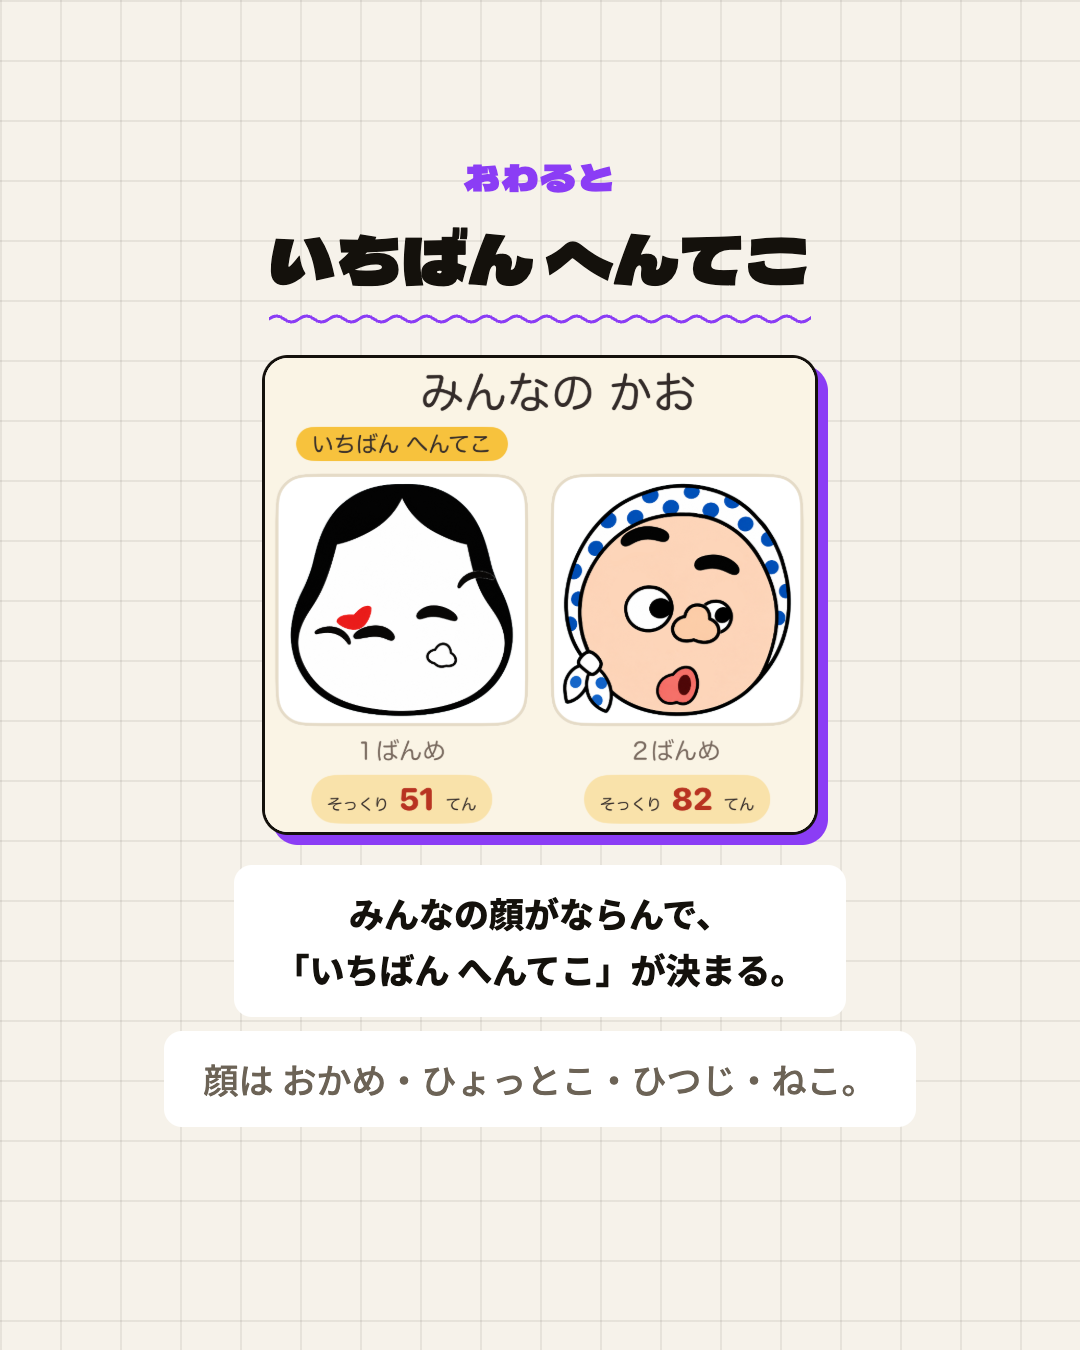 おわると
いちばん へんてこ
みんなの かお
いちばん へんてこ
1ばんめ
2ばんめ
そっくり 51 てん
そっくり 82 てん
みんなの顔がならんで、
「いちばん へんてこ」が決まる。
顔は おかめ・ひょっとこ・ひつじ・ねこ。